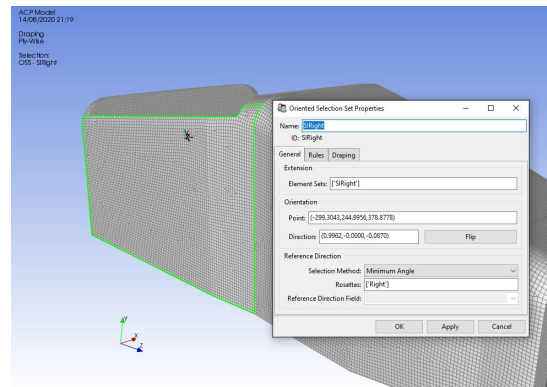 ACP Model
14/08/2020 21:19
Draping
Ply-Wise
Selection:
OSS - SIRight
Oriented Selection Set Properties
Name: SIRight
ID: SIRight
General Rules Draping
Extension
Element Sets: ['SIRight']
Orientation
Point: (-299.3043,244.9956,378.8778)
Direction: (0.9962,-0.0000,-0.0870) Flip
Reference Direction
Selection Method: Minimum Angle
Rosettes: ['Right']
Reference Direction Field:
OK Apply Cancel
Y
X
Z